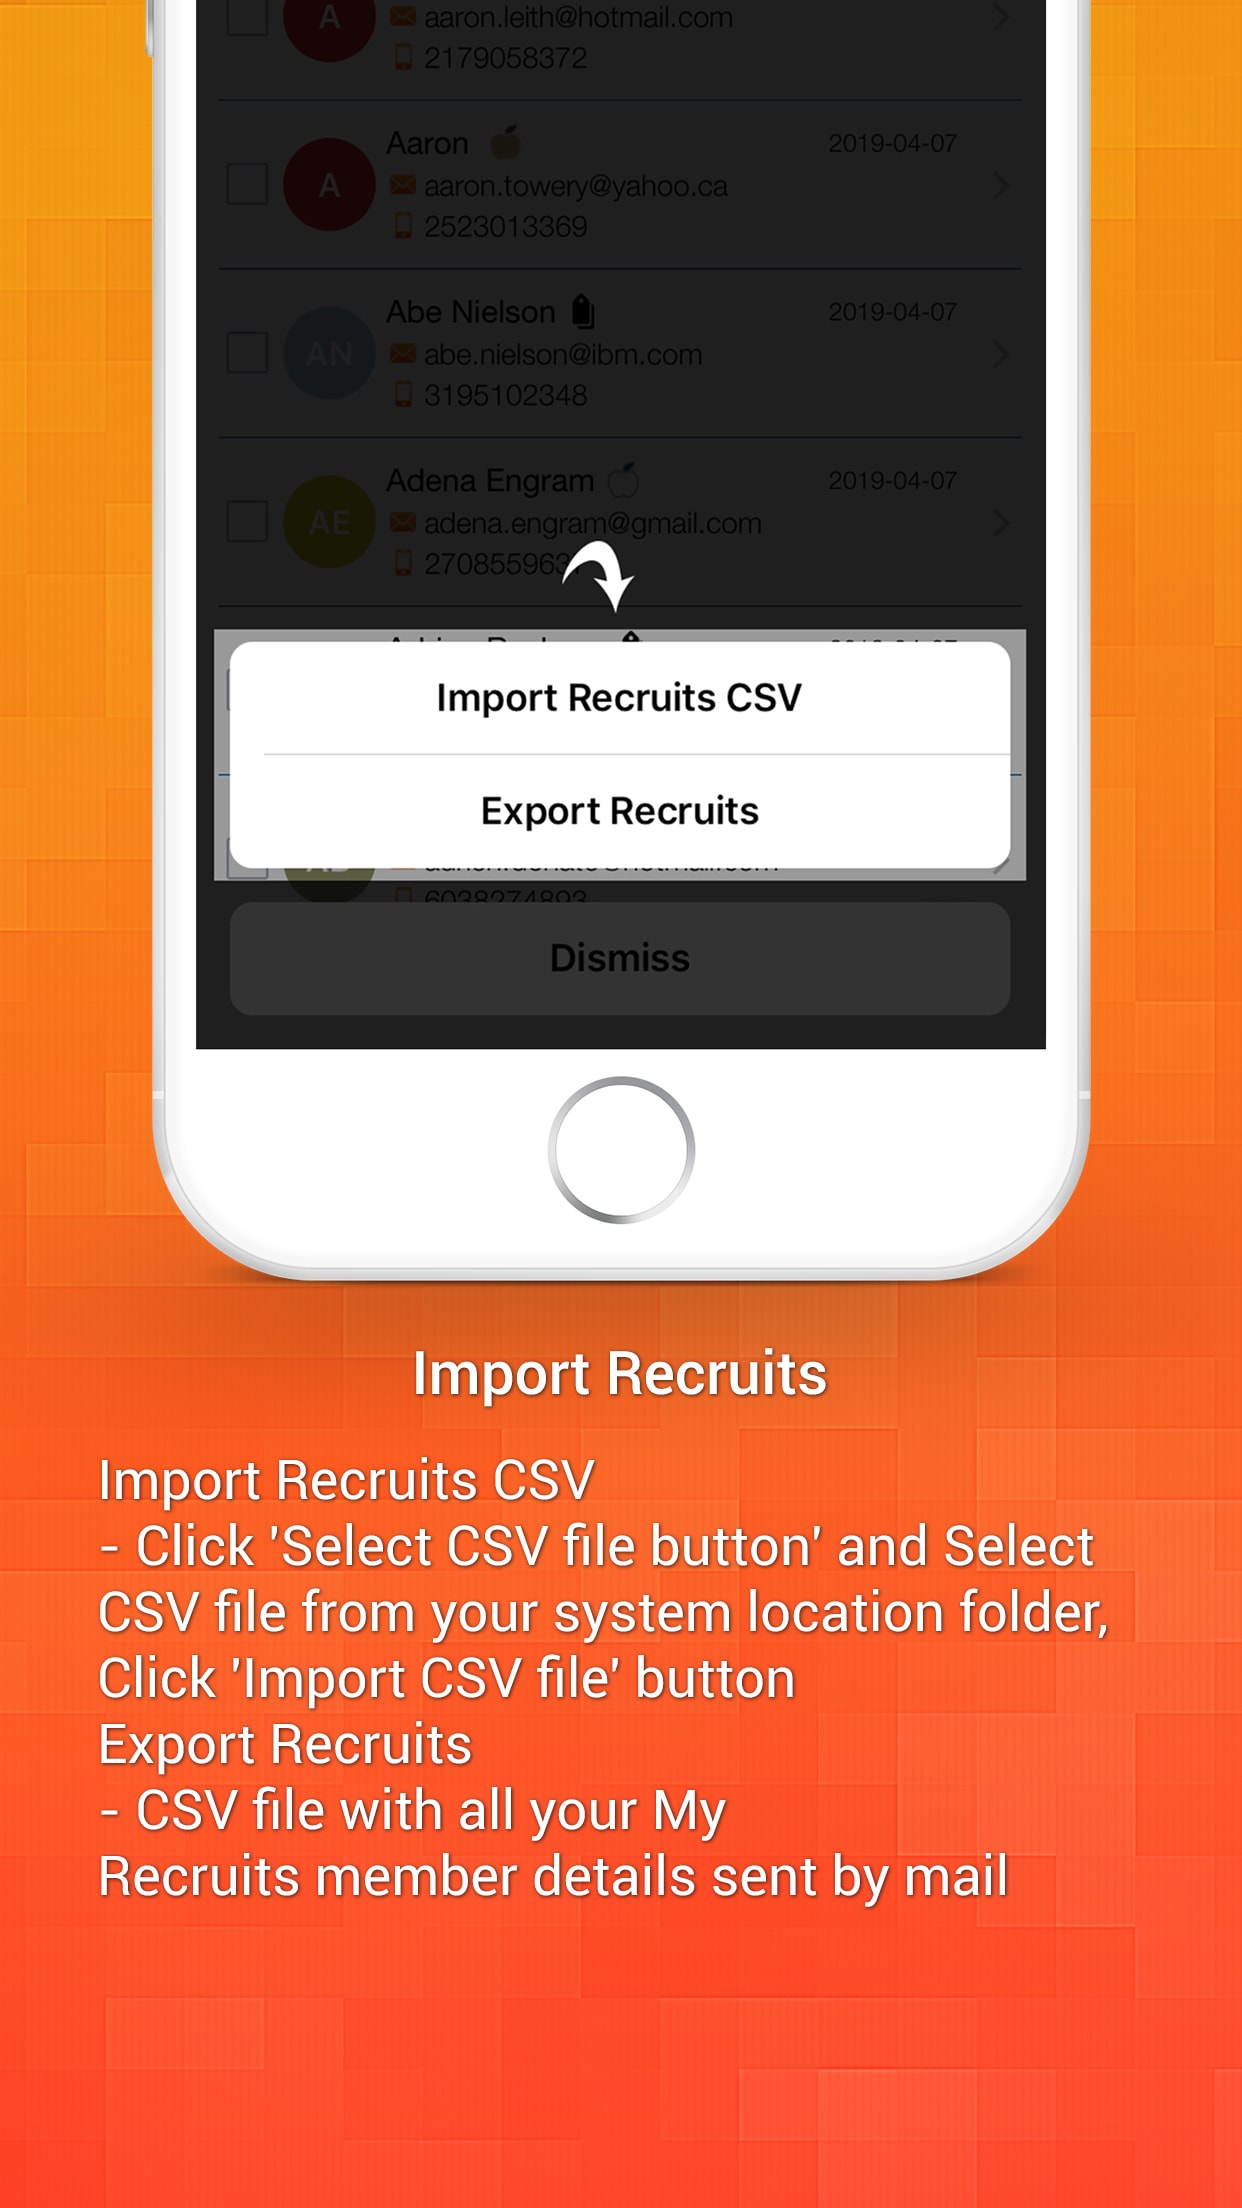 A
aaron.leith@hotmail.com
2179058372
Aaron
2019-04-07
A
aaron.towery@yahoo.ca
2523013369
Abe Nielson
2019-04-07
AN
abe.nielson@ibm.com
3195102348
Adena Engram
2019-04-07
AE
adena.engram@gmail.com
270855963
Import Recruits CSV
Export Recruits
6038274893
Dismiss
Import Recruits
Import Recruits CSV
- Click 'Select CSV file button' and Select
CSV file from your system location folder,
Click 'Import CSV file' button
Export Recruits
- CSV file with all your My
Recruits member details sent by mail